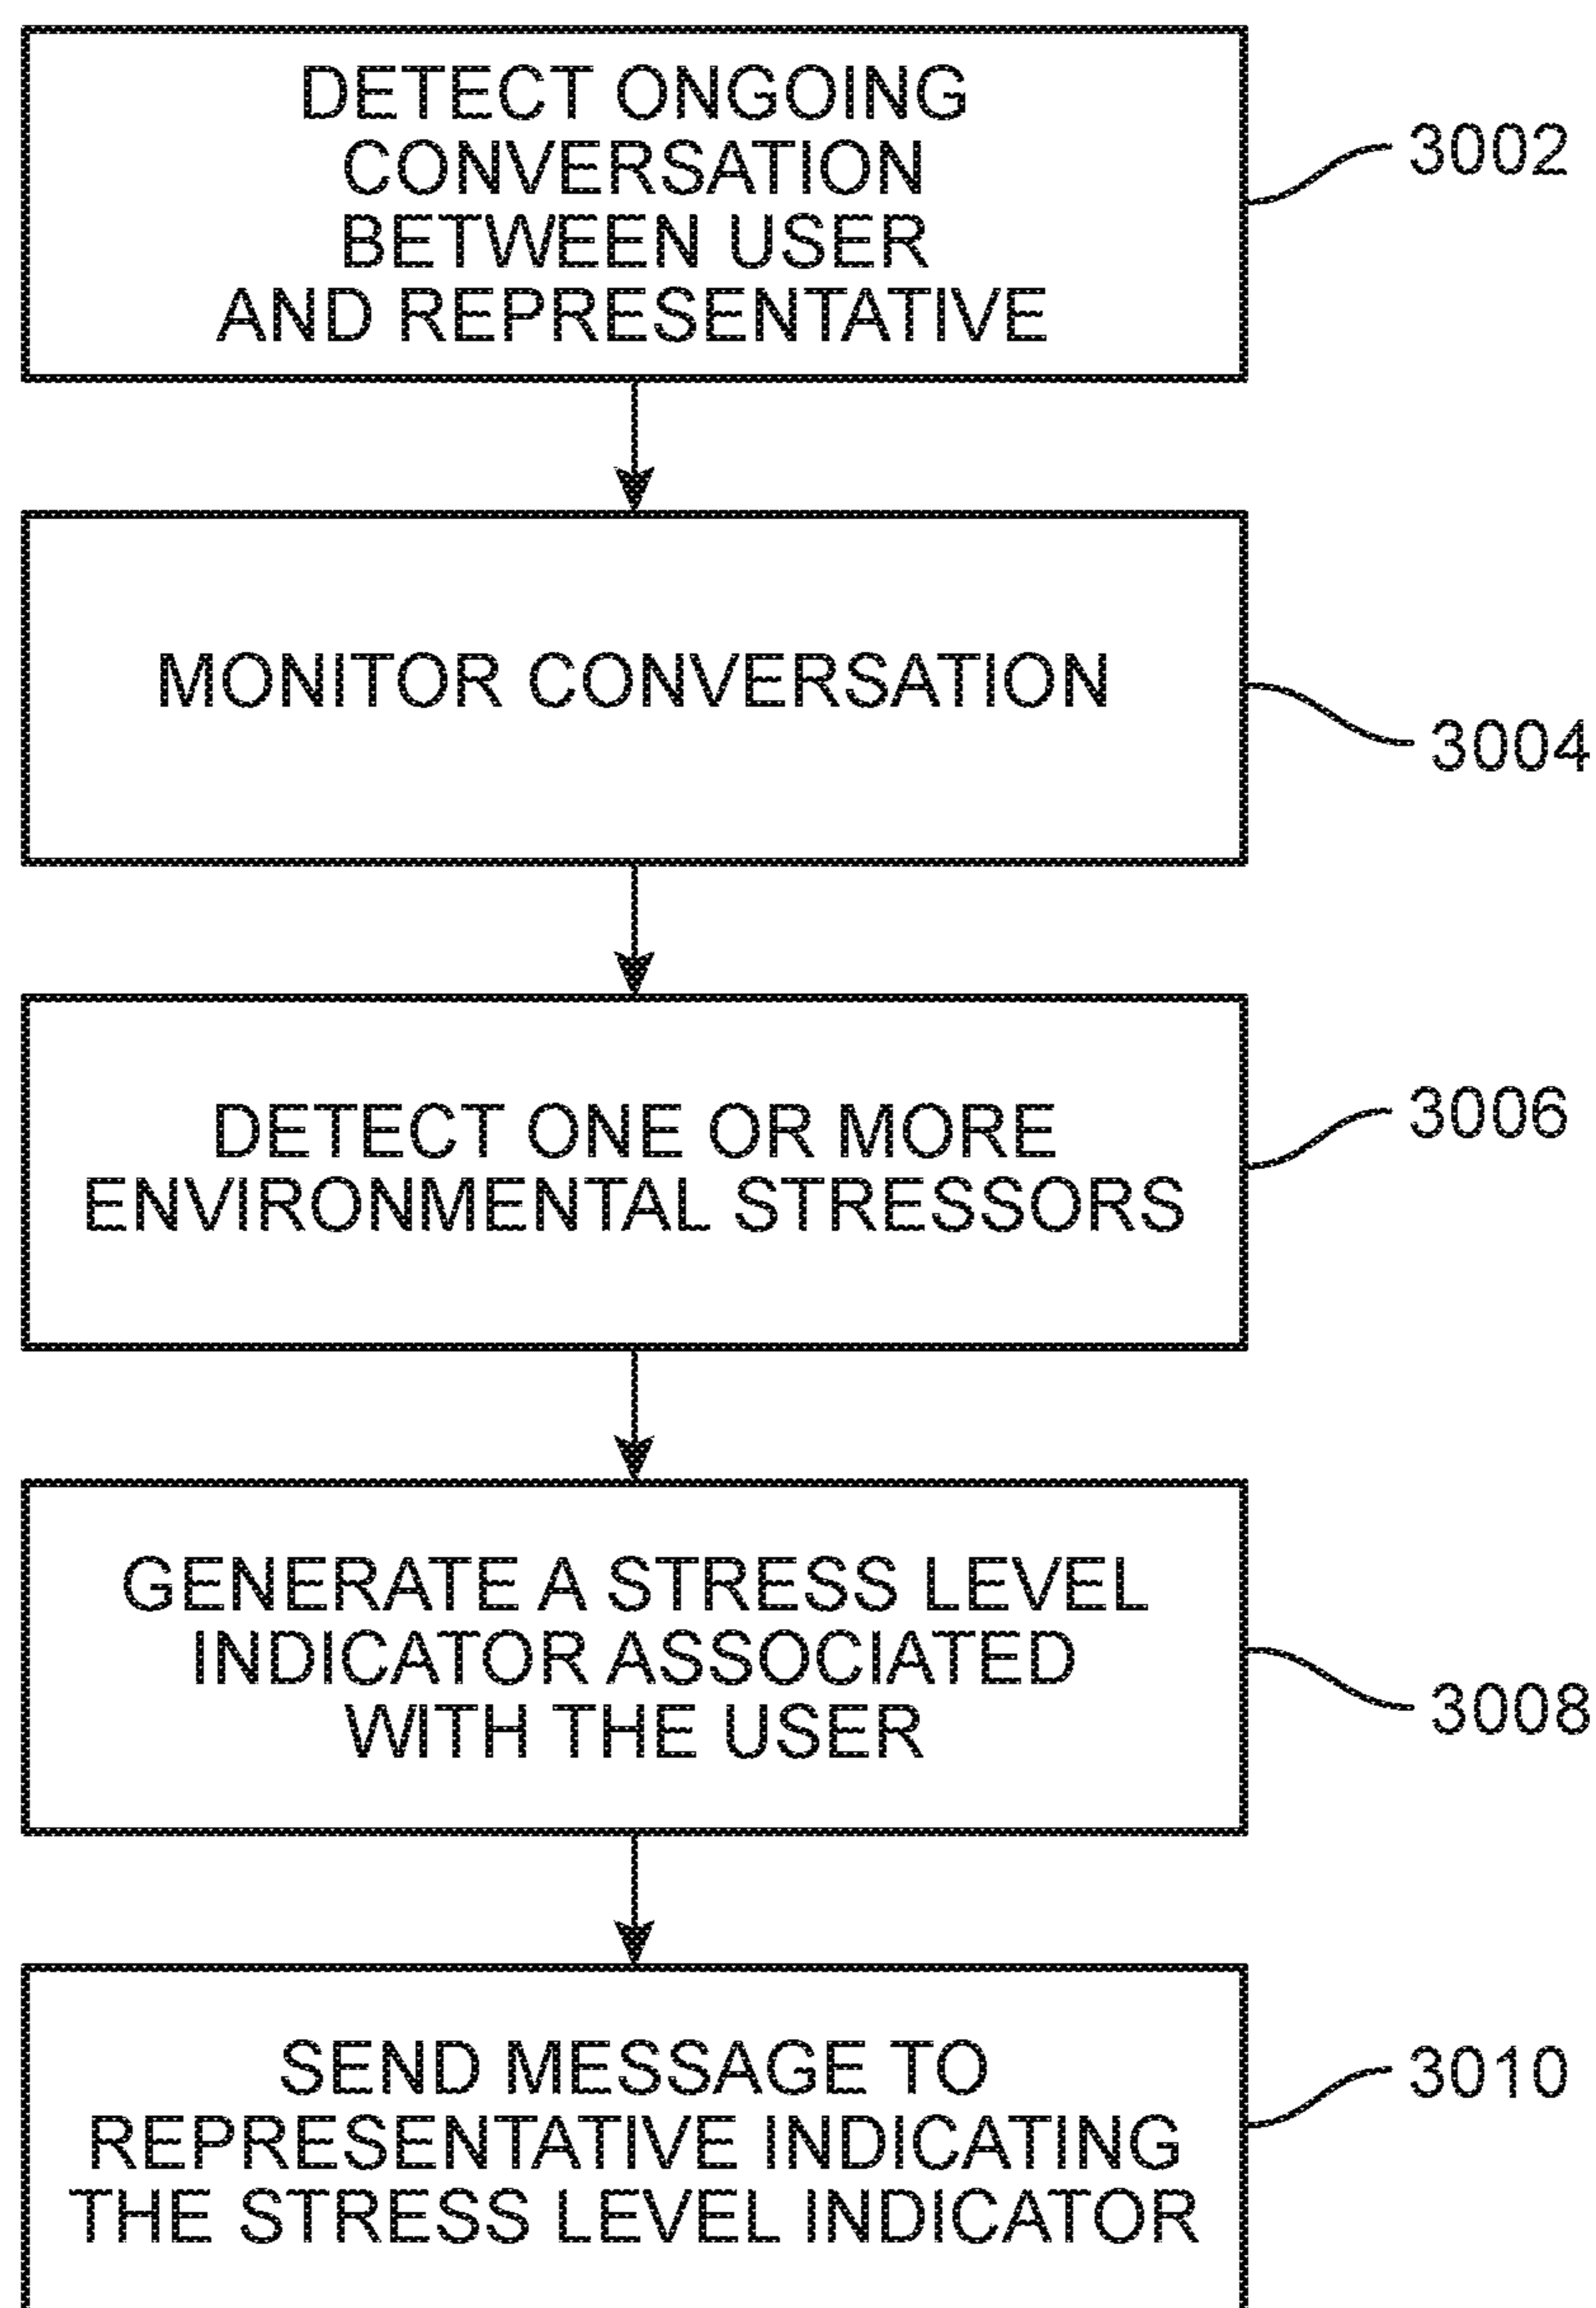 DETECT ONGOING
CONVERSATION
BETWEEN USER
AND REPRESENTATIVE
3002
MONITOR CONVERSATION
3004
DETECT ONE OR MORE
ENVIRONMENTAL STRESSORS
3006
GENERATE A STRESS LEVEL
INDICATOR ASSOCIATED
WITH THE USER
3008
SEND MESSAGE TO
REPRESENTATIVE INDICATING
THE STRESS LEVEL INDICATOR
3010